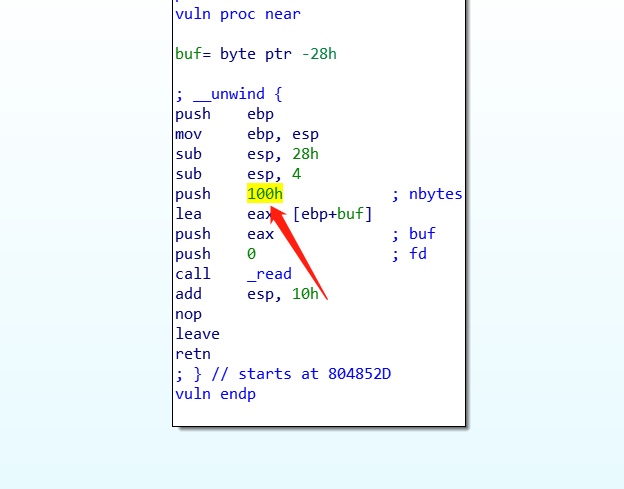 vuln proc near
buf= byte ptr -28h
; __unwind {
push    ebp
mov     ebp, esp
sub     esp, 28h
sub     esp, 4
push    100h            ; nbytes
lea     eax, [ebp+buf]
push    eax             ; buf
push    0               ; fd
call    _read
add     esp, 10h
nop
leave
retn
; } // starts at 804852D
vuln endp